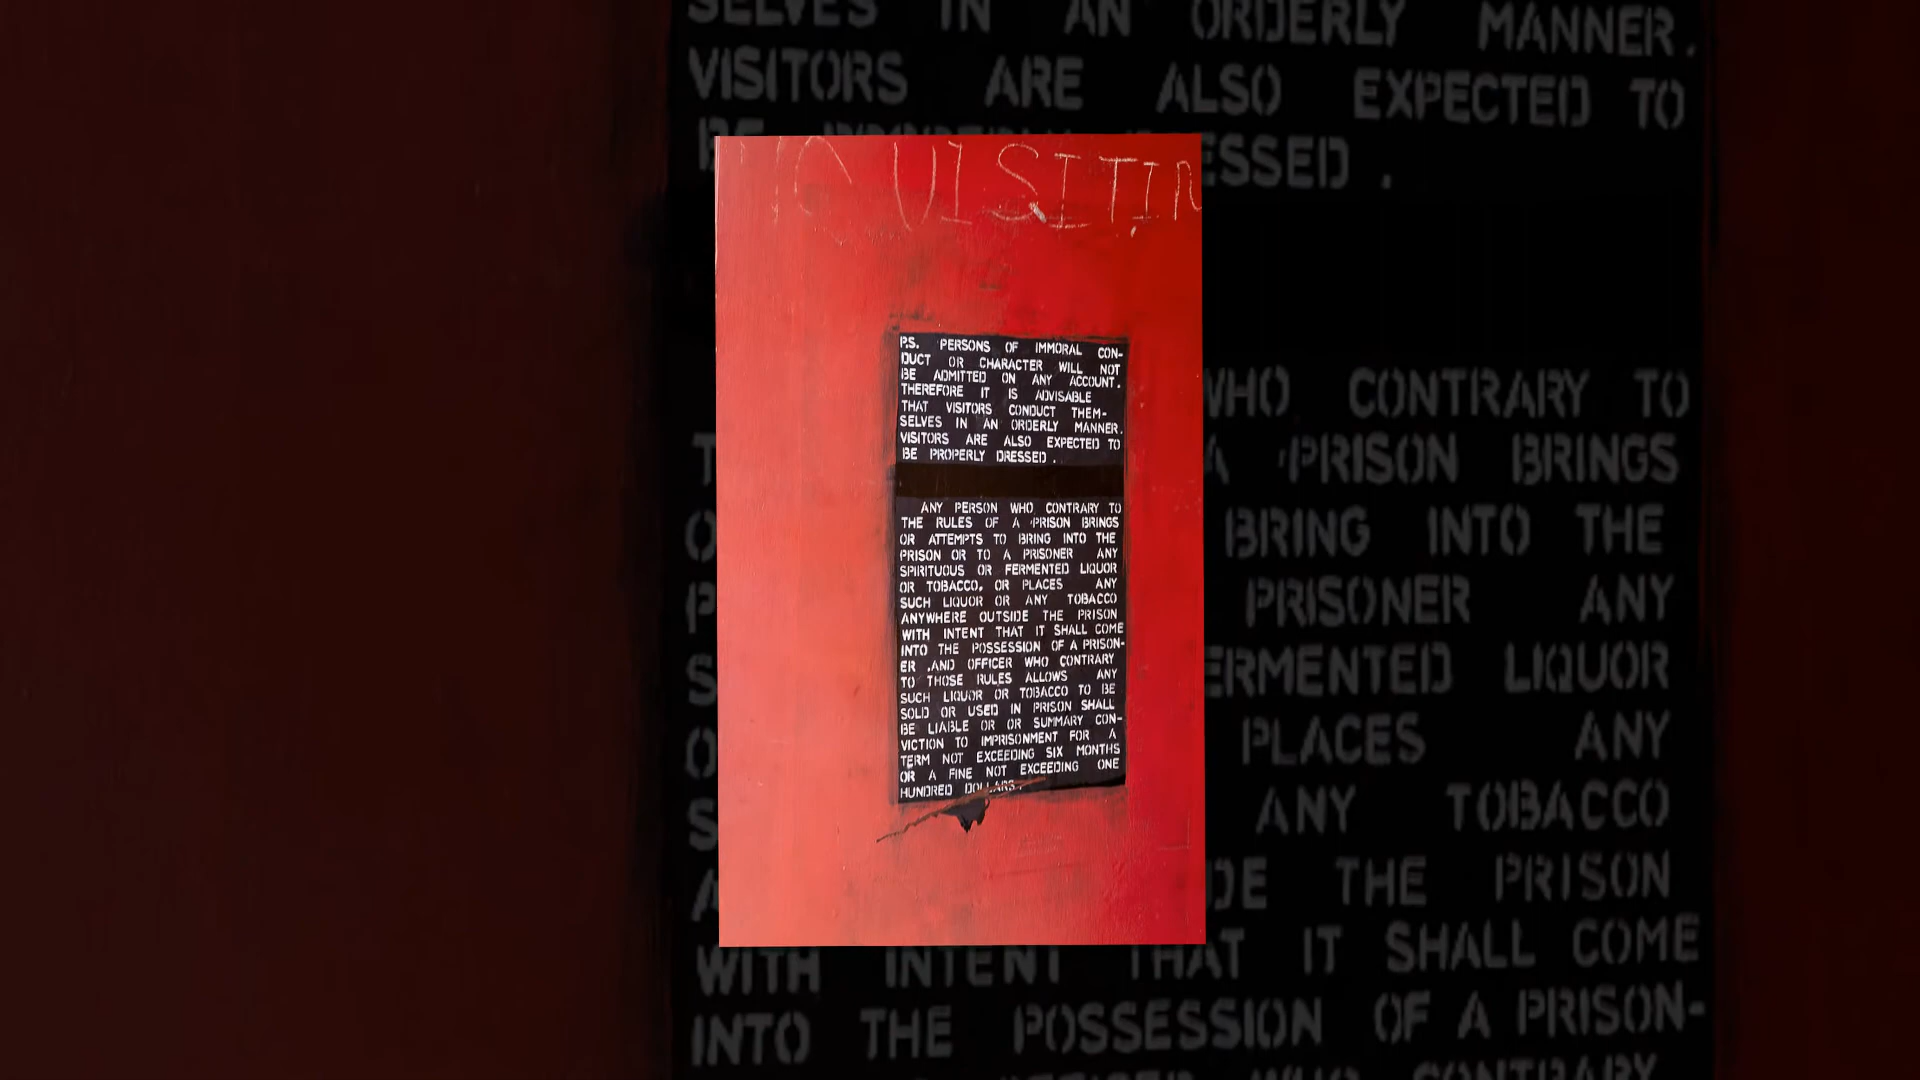 VISITIN
P.S. PERSONS OF IMMORAL CON-
DUCT OR CHARACTER WILL NOT
BE ADMITTED ON ANY ACCOUNT.
THEREFORE IT IS ADVISABLE
THAT VISITORS CONDUCT THEM-
SELVES IN AN ORDERLY MANNER.
VISITORS ARE ALSO EXPECTED TO
BE PROPERLY DRESSED .
ANY PERSON WHO CONTRARY TO
THE RULES OF A PRISON BRINGS
OR ATTEMPTS TO BRING INTO THE
PRISON OR TO A PRISONER ANY
SPIRITUOUS OR FERMENTED LIQUOR
OR TOBACCO, OR PLACES ANY
SUCH LIQUOR OR ANY TOBACCO
ANYWHERE OUTSIDE THE PRISON
WITH INTENT THAT IT SHALL COME
INTO THE POSSESSION OF A PRISON-
ER .AND OFFICER WHO CONTRARY
TO THOSE RULES ALLOWS ANY
SUCH LIQUOR OR TOBACCO TO BE
SOLD OR USED IN PRISON SHALL
BE LIABLE OR OR SUMMARY CON-
VICTION TO IMPRISONMENT FOR A
TERM NOT EXCEEDING SIX MONTHS
OR A FINE NOT EXCEEDING ONE
HUNDRED DOLLARS.
SELVES IN AN ORDERLY MANNER.
VISITORS ARE ALSO EXPECTED TO
ESSED .
WHO CONTRARY TO
A PRISON BRINGS
BRING INTO THE
PRISONER ANY
ERMENTED LIQUOR
PLACES ANY
ANY TOBACCO
DE THE PRISON
WITH INTENT THAT IT SHALL COME
INTO THE POSSESSION OF A PRISON-
WHO CONTRARY